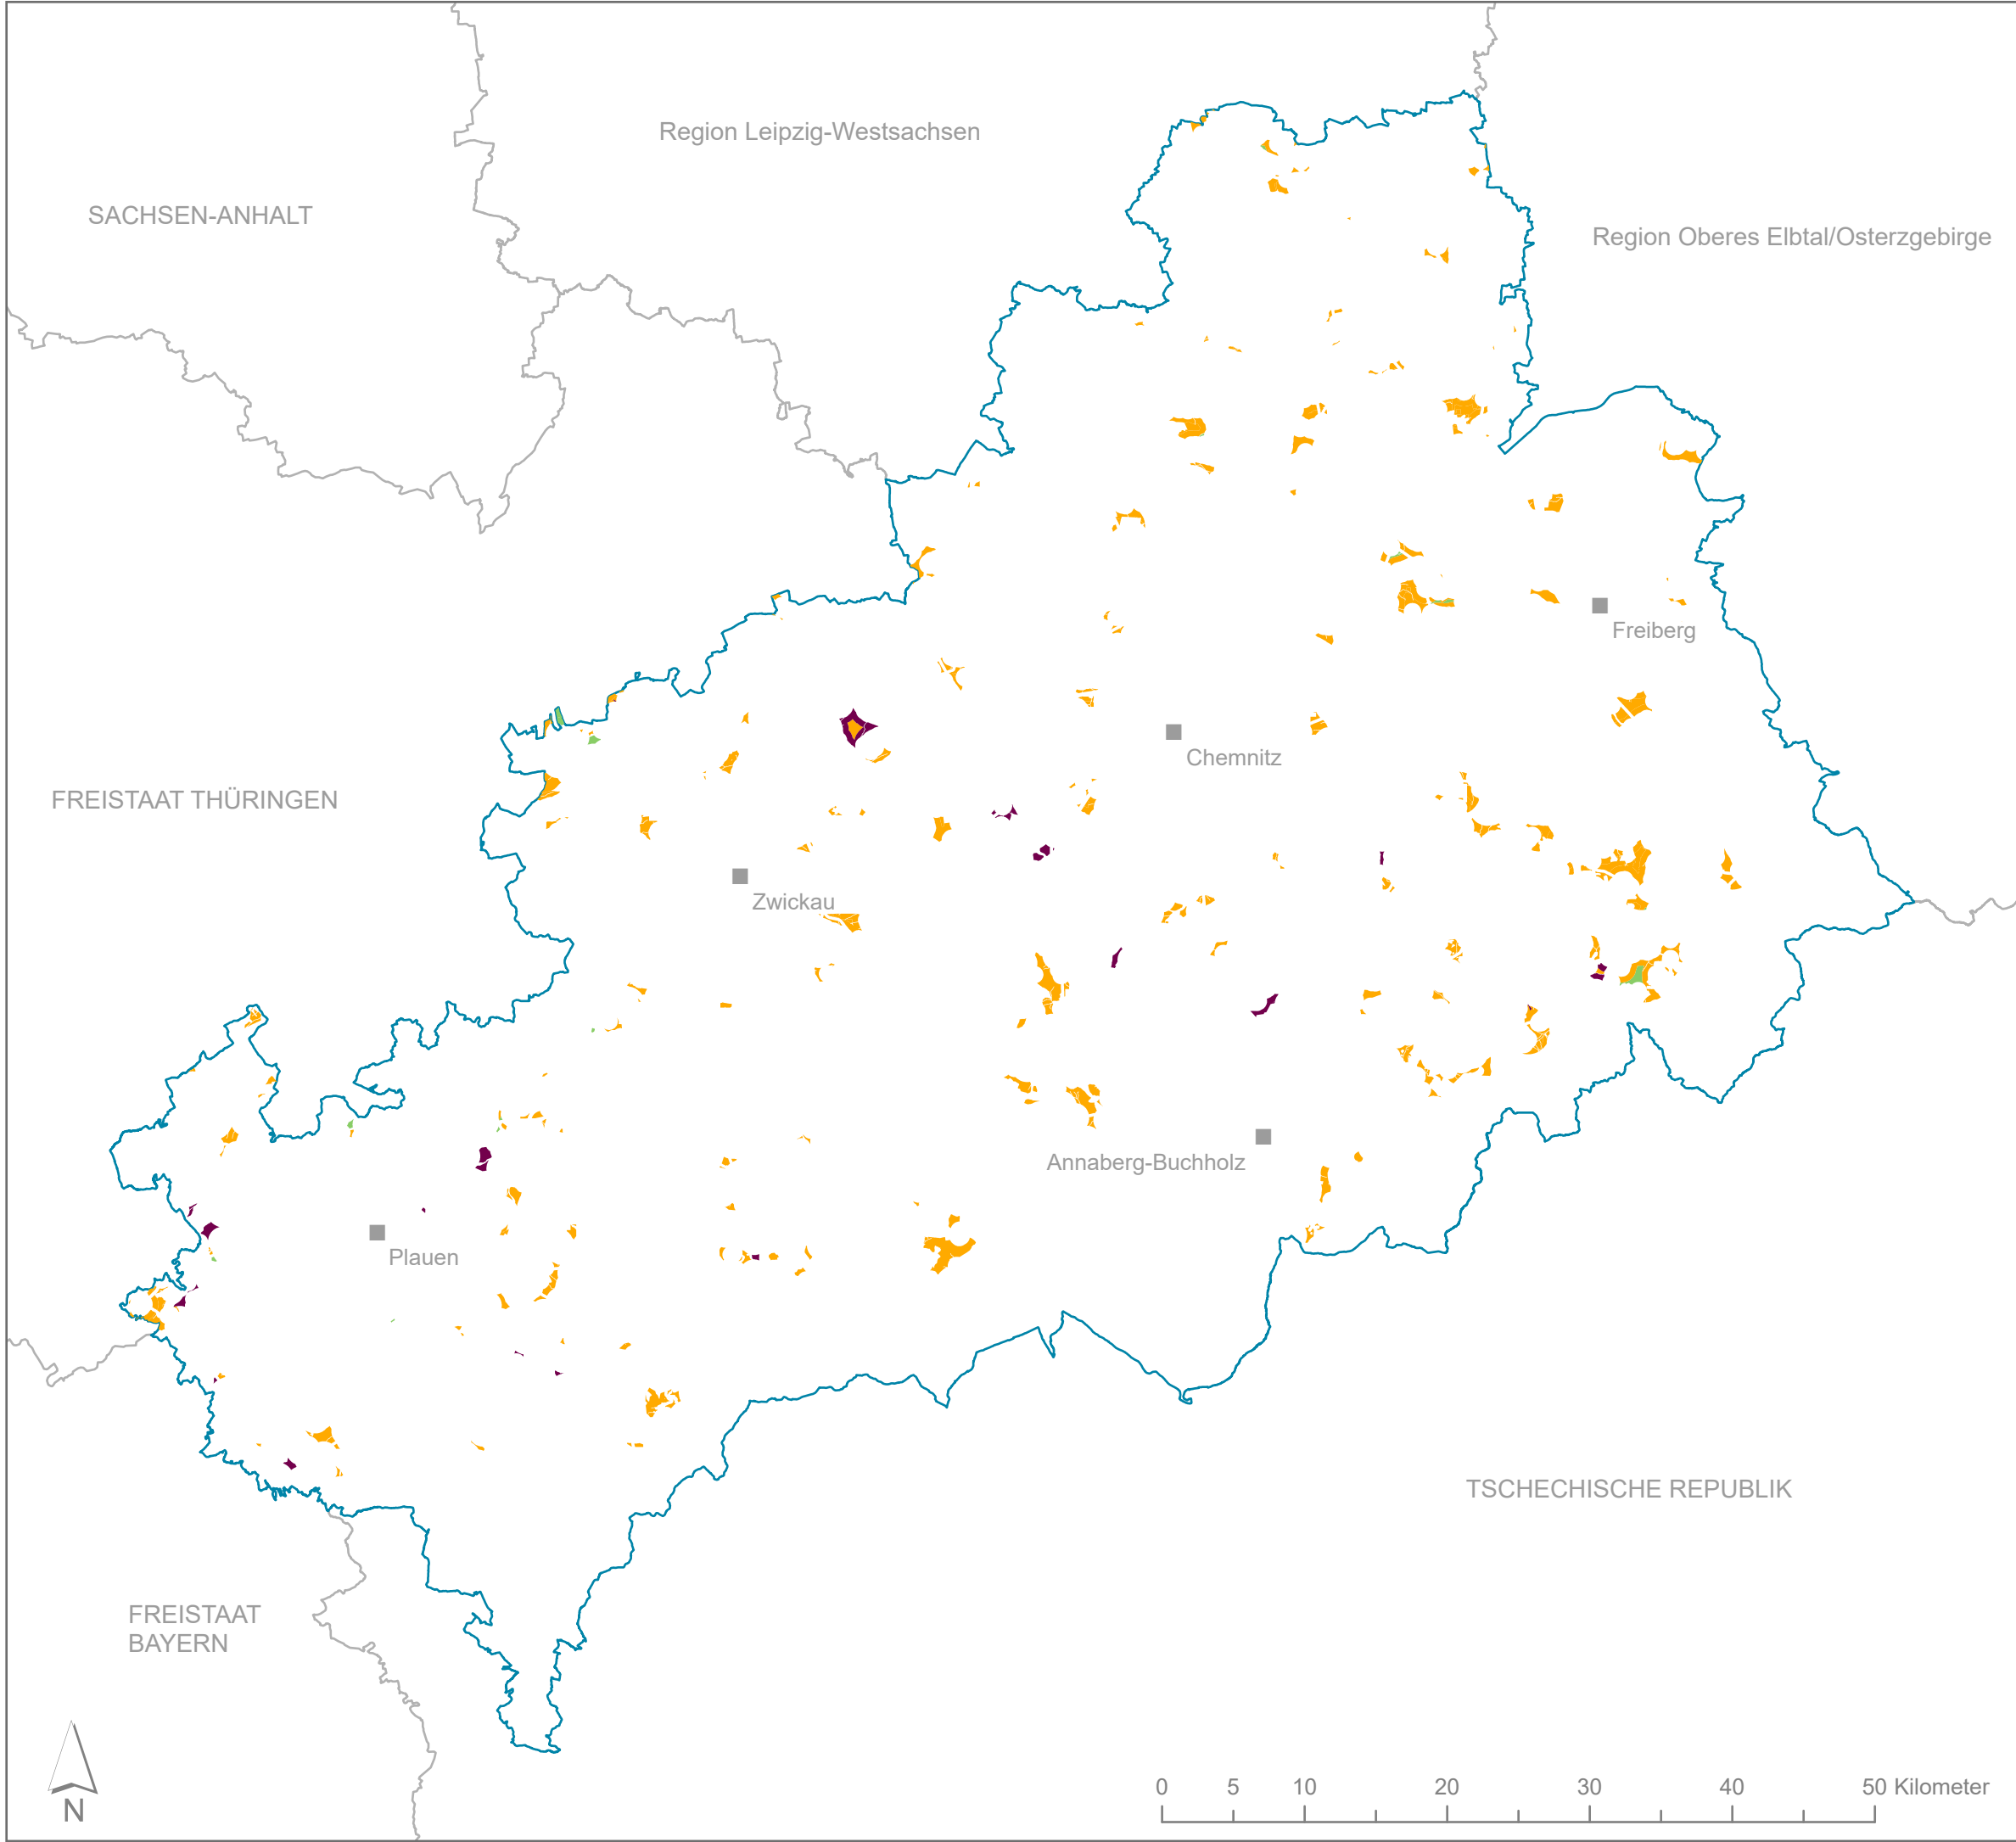 Region Leipzig-Westsachsen
SACHSEN-ANHALT
Region Oberes Elbtal/Osterzgebirge
Freiberg
Chemnitz
FREISTAAT THÜRINGEN
Zwickau
Annaberg-Buchholz
Plauen
TSCHECHISCHE REPUBLIK
FREISTAAT
BAYERN
N
0 5 10 20 30 40 50 Kilometer